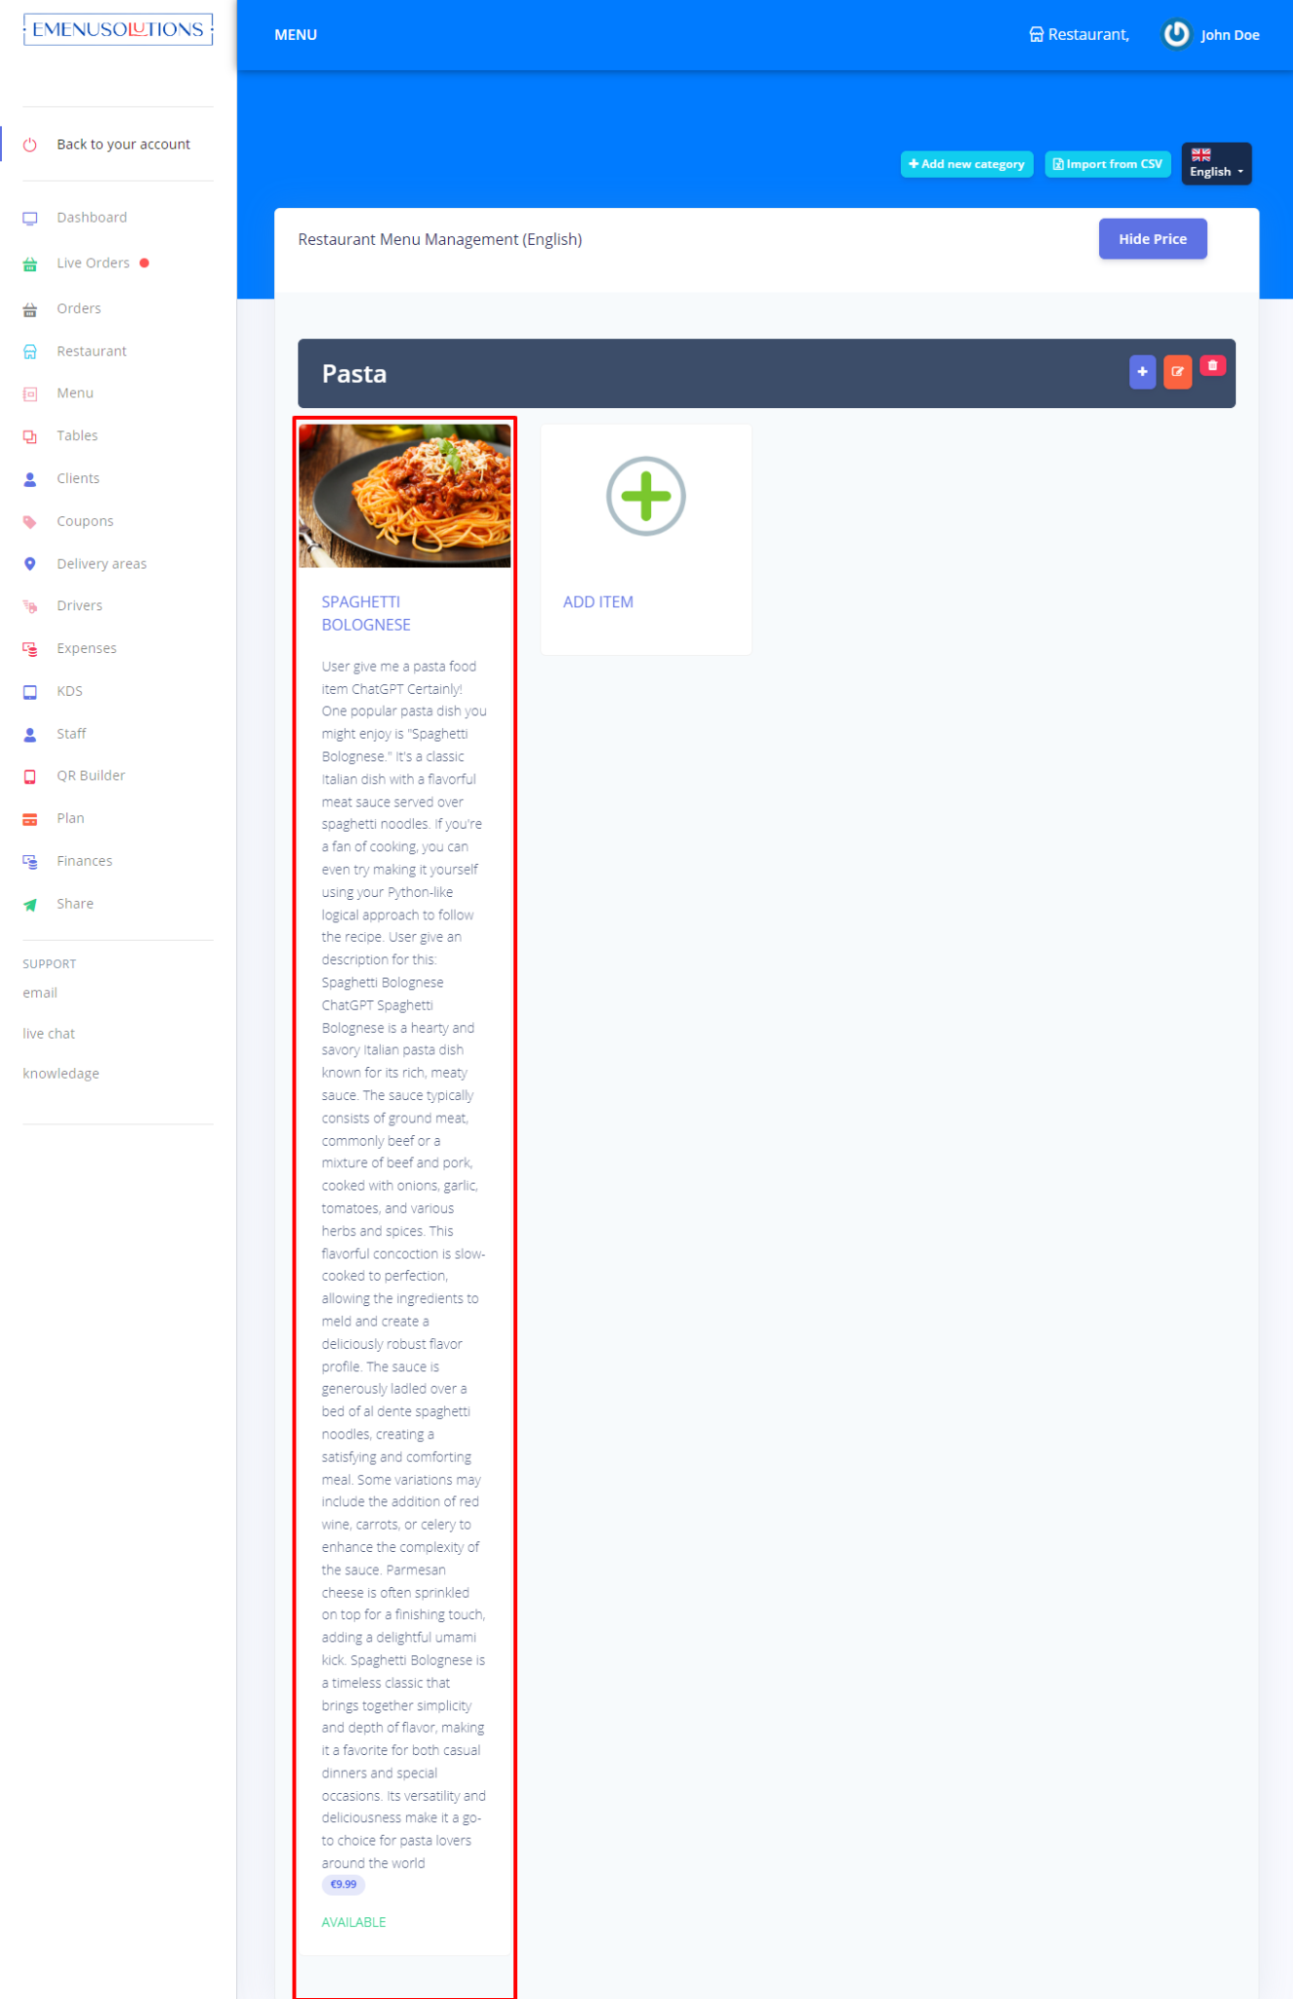 EMENUSOLUTIONS
MENU
Restaurant,
John Doe
Back to your account
Dashboard
Live Orders
Orders
Restaurant
Menu
Tables
Clients
Coupons
Delivery areas
Drivers
Expenses
KDS
Staff
QR Builder
Plan
Finances
Share
SUPPORT
email
live chat
knowledage
Add new category
Import from CSV
English
Restaurant Menu Management (English)
Hide Price
Pasta
SPAGHETTI
BOLOGNESE
User give me a pasta food
item ChatGPT Certainly!
One popular pasta dish you
might enjoy is "Spaghetti
Bolognese." It's a classic
Italian dish with a flavorful
meat sauce served over
spaghetti noodles. If you're
a fan of cooking, you can
even try making it yourself
using your Python-like
logical approach to follow
the recipe. User give an
description for this:
Spaghetti Bolognese
ChatGPT Spaghetti
Bolognese is a hearty and
savory Italian pasta dish
known for its rich, meaty
sauce. The sauce typically
consists of ground meat,
commonly beef or a
mixture of beef and pork,
cooked with onions, garlic,
tomatoes, and various
herbs and spices. This
flavorful concoction is slow-
cooked to perfection,
allowing the ingredients to
meld and create a
deliciously robust flavor
profile. The sauce is
generously ladled over a
bed of al dente spaghetti
noodles, creating a
satisfying and comforting
meal. Some variations may
include the addition of red
wine, carrots, or celery to
enhance the complexity of
the sauce. Parmesan
cheese is often sprinkled
on top for a finishing touch,
adding a delightful umami
kick. Spaghetti Bolognese is
a timeless classic that
brings together simplicity
and depth of flavor, making
it a favorite for both casual
dinners and special
occasions. Its versatility and
deliciousness make it a go-
to choice for pasta lovers
around the world
€9.99
AVAILABLE
ADD ITEM